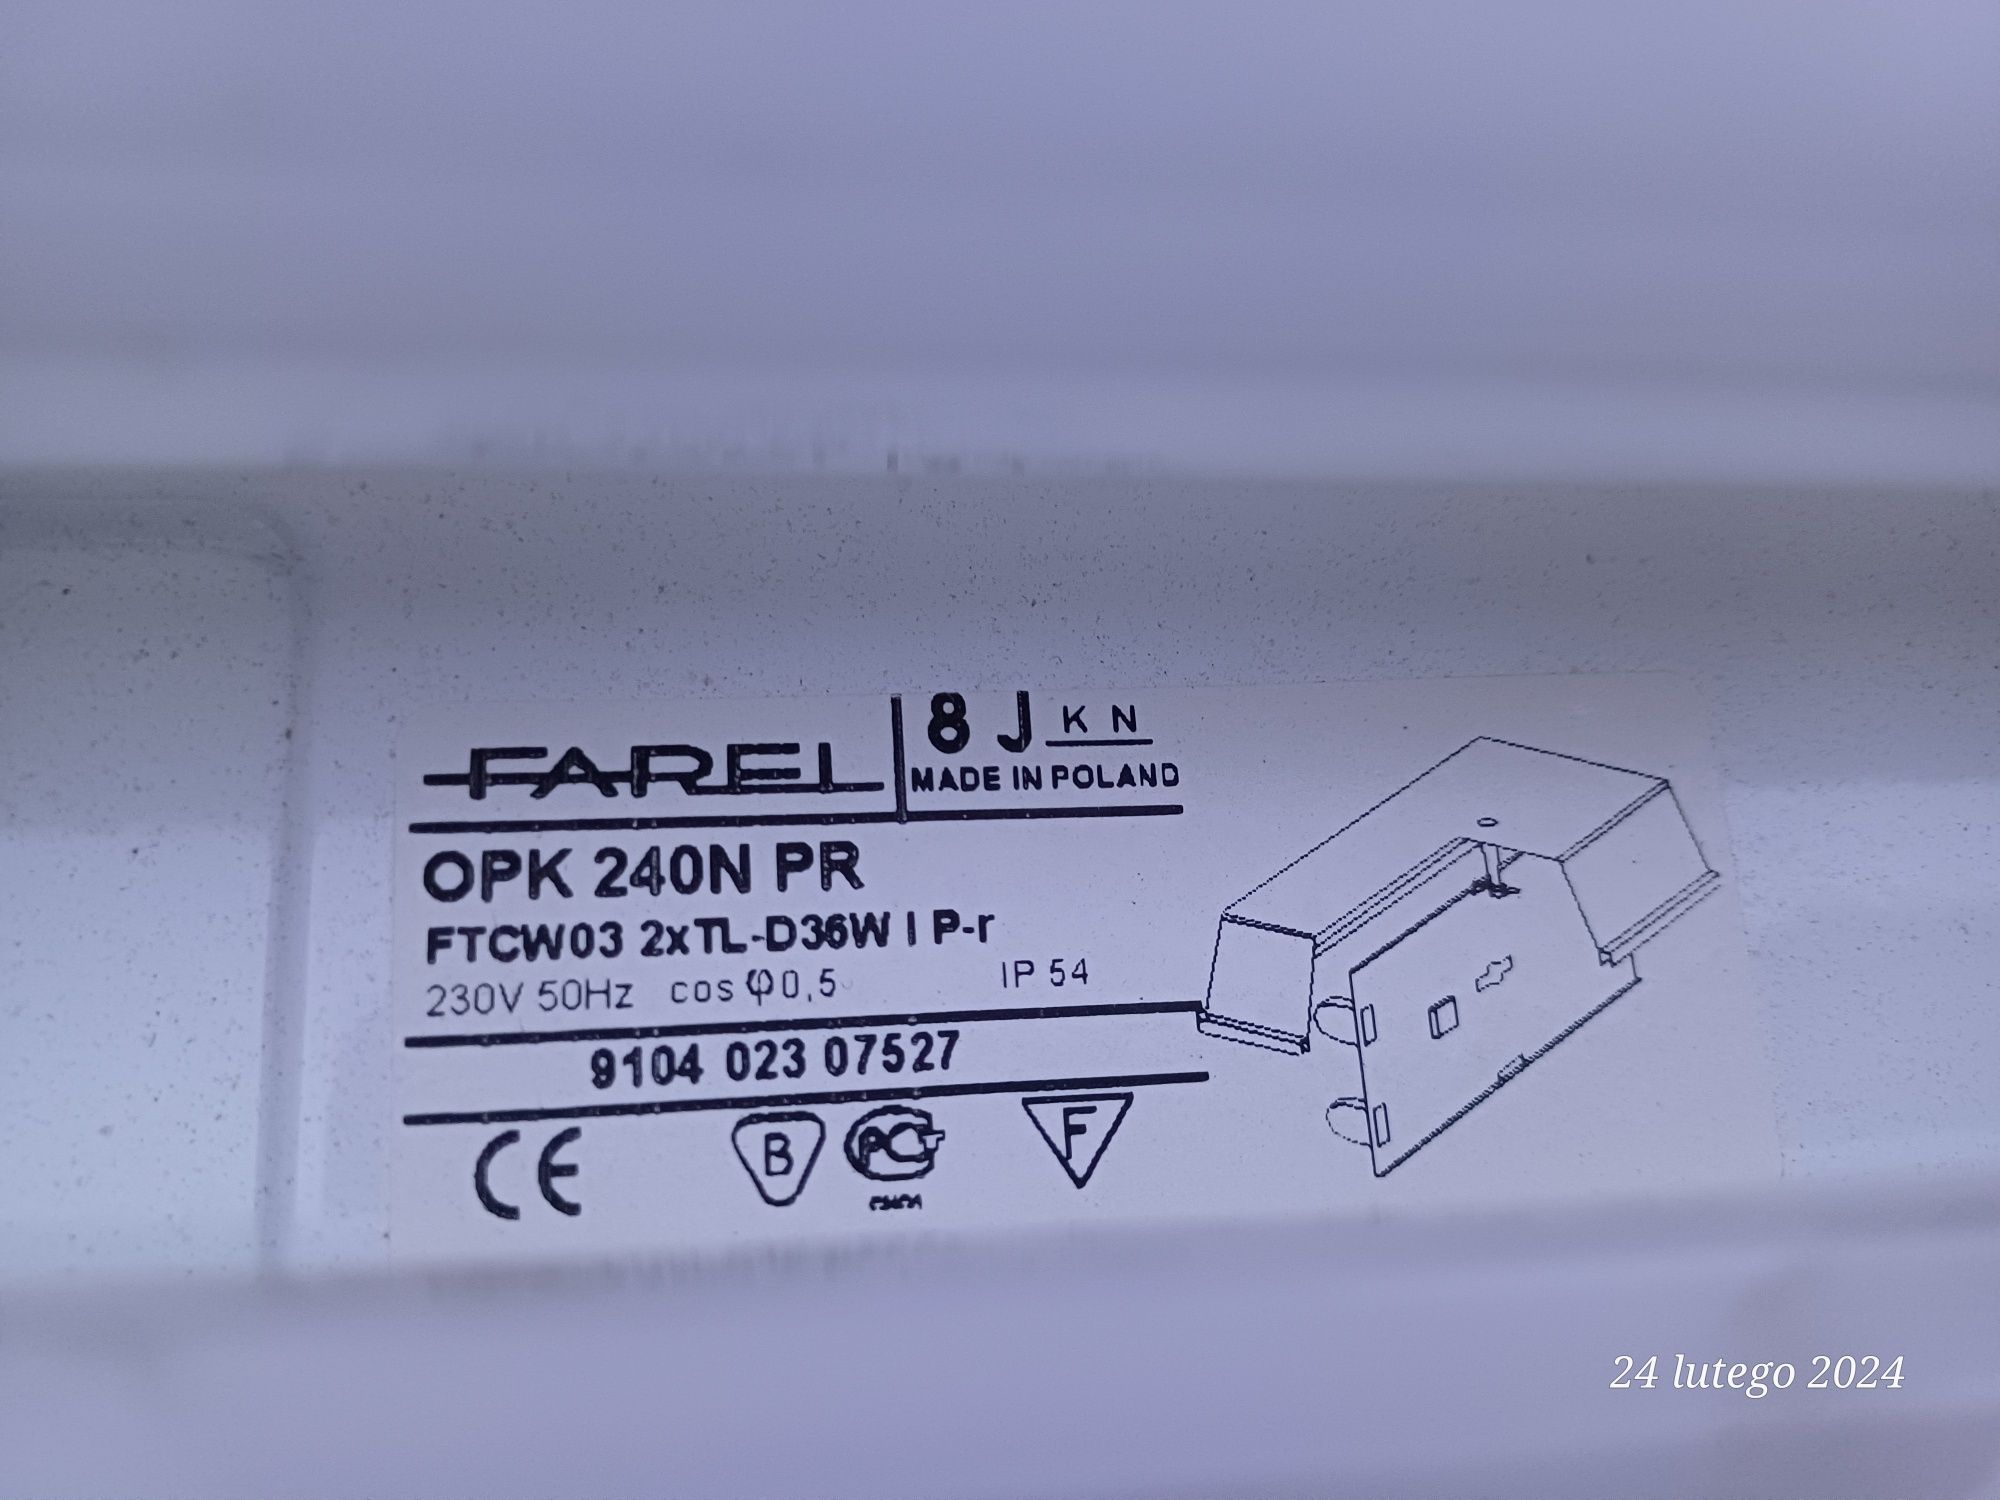 FAREL
8 J K N
MADE IN POLAND
OPK 240N PR
FTCW03 2xTL-D36W I P-r
230V 50Hz cos φ0,5 IP 54
9104 023 07527
CE B PCT F
24 lutego 2024